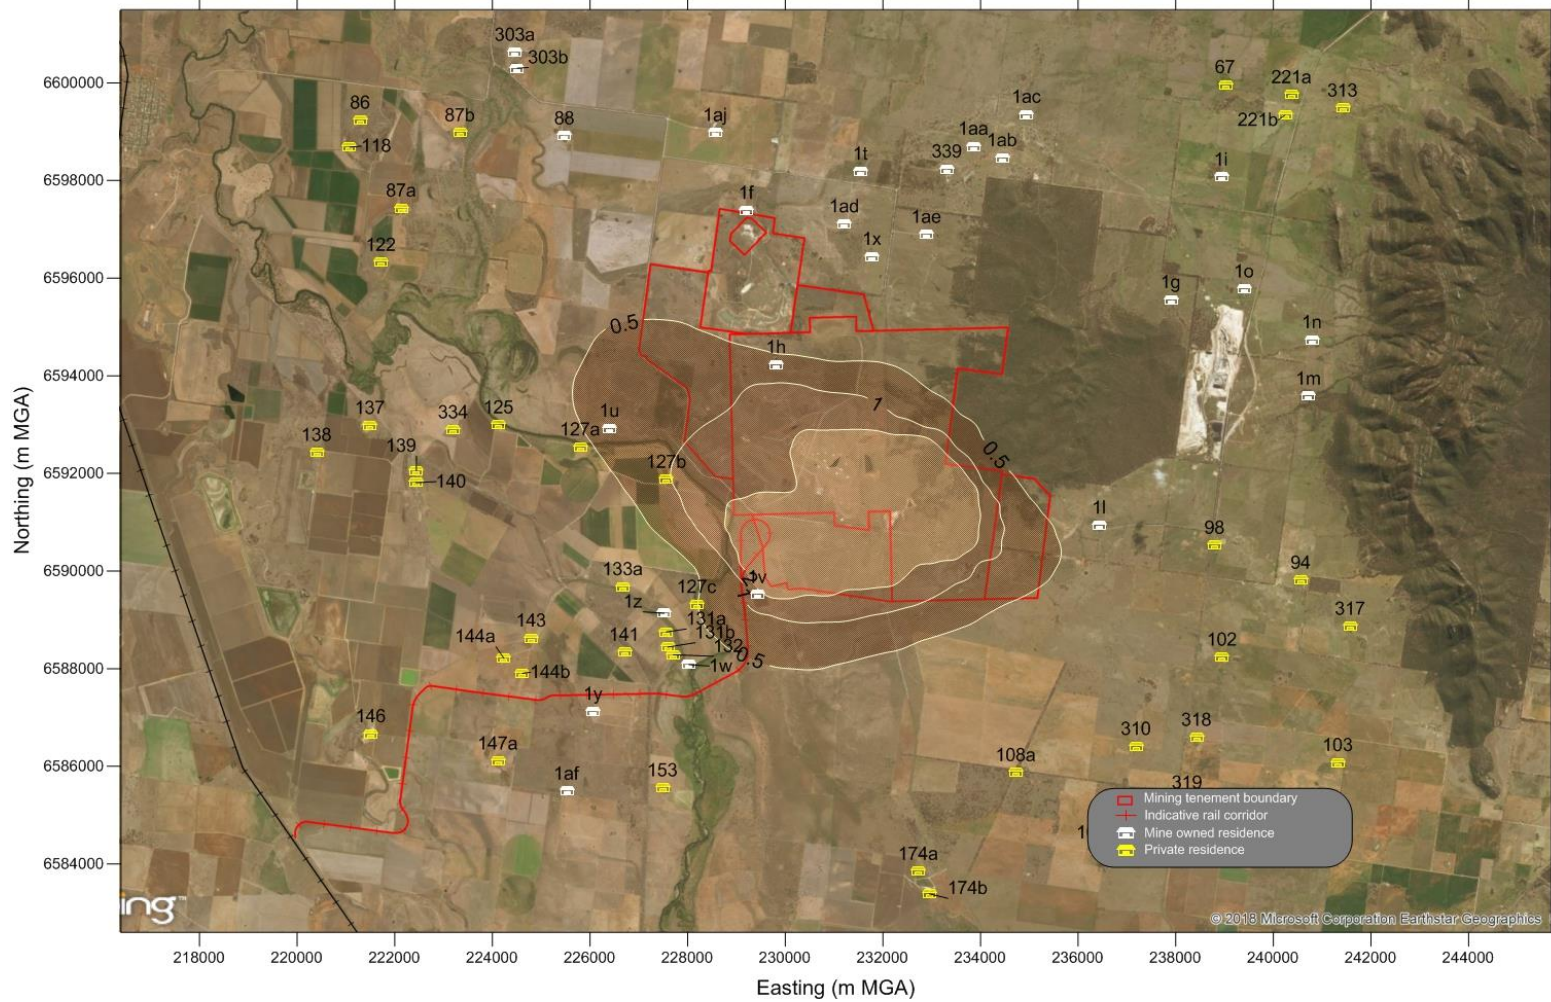 303a
303b
6600000
67
221a
313
221b
86
87b
88
1aj
1ac
118
1aa
1ab
339
1t
1i
6598000
87a
1f
1ad
1ae
1x
122
6596000
1g
1o
0.5
1n
1h
6594000
1m
1
137
334
125
1u
127a
138
139
0.5
127b
6592000
140
1l
98
6590000
94
133a
127c
1z
1v
2
317
131a
143
131b
144a
141
132
0.5
102
6588000
1w
144b
1y
146
318
310
147a
103
108a
6586000
1af
153
319
Mining tenement boundary
Indicative rail corridor
Mine owned residence
Private residence
174a
6584000
174b
ing™
© 2018 Microsoft Corporation Earthstar Geographics
218000 220000 222000 224000 226000 228000 230000 232000 234000 236000 238000 240000 242000 244000
Easting (m MGA)
Northing (m MGA)